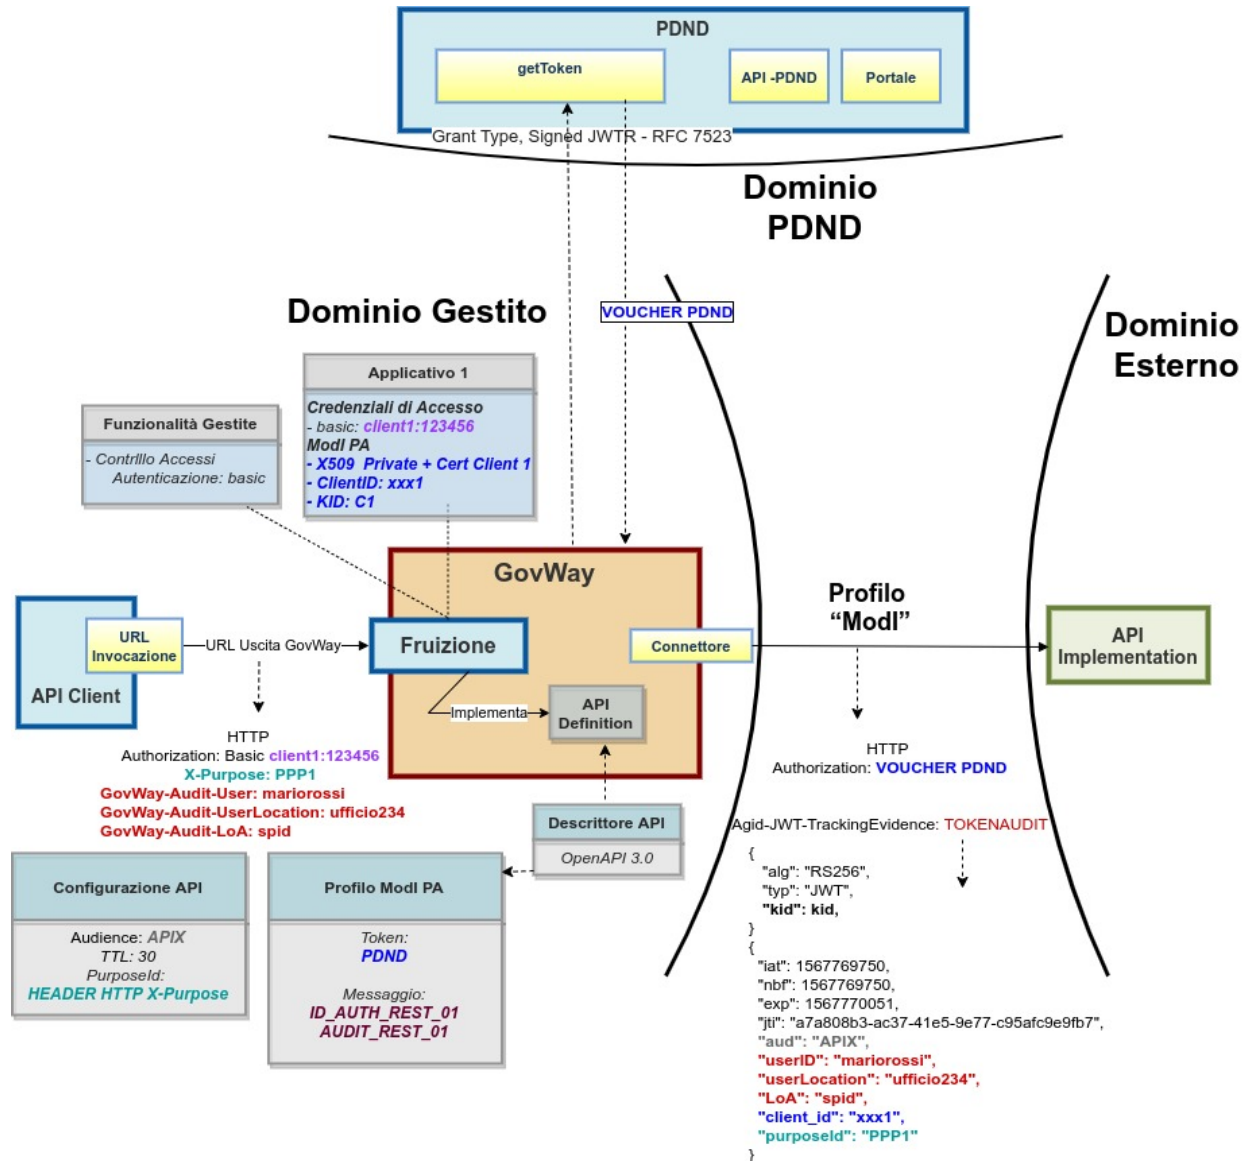 PDND
getToken
API -PDND
Portale
Grant Type, Signed JWTR - RFC 7523
Dominio
PDND
Dominio Gestito
VOUCHER PDND
Dominio
Esterno
Applicativo 1
Credenziali di Accesso
- basic: client1:123456
ModI PA
- X509  Private + Cert Client 1
- ClientID: xxx1
- KID: C1
Funzionalità Gestite
- Contrlllo Accessi
Autenticazione: basic
GovWay
Profilo
“ModI”
URL
Invocazione
API Client
URL Uscita GovWay
Fruizione
Connettore
API
Implementation
Implementa
API
Definition
HTTP
Authorization: Basic client1:123456
X-Purpose: PPP1
GovWay-Audit-User: mariorossi
GovWay-Audit-UserLocation: ufficio234
GovWay-Audit-LoA: spid
HTTP
Authorization: VOUCHER PDND
Agid-JWT-TrackingEvidence: TOKENAUDIT
Descrittore API
OpenAPI 3.0
Configurazione API
Audience: APIX
TTL: 30
PurposeId:
HEADER HTTP X-Purpose
Profilo ModI PA
Token:
PDND
Messaggio:
ID_AUTH_REST_01
AUDIT_REST_01
{
"alg": "RS256",
"typ": "JWT",
"kid": kid,
}
{
"iat": 1567769750,
"nbf": 1567769750,
"exp": 1567770051,
"jti": "a7a808b3-ac37-41e5-9e77-c95afc9e9fb7",
"aud": "APIX",
"userID": "mariorossi",
"userLocation": "ufficio234",
"LoA": "spid",
"client_id": "xxx1",
"purposeId": "PPP1"
}